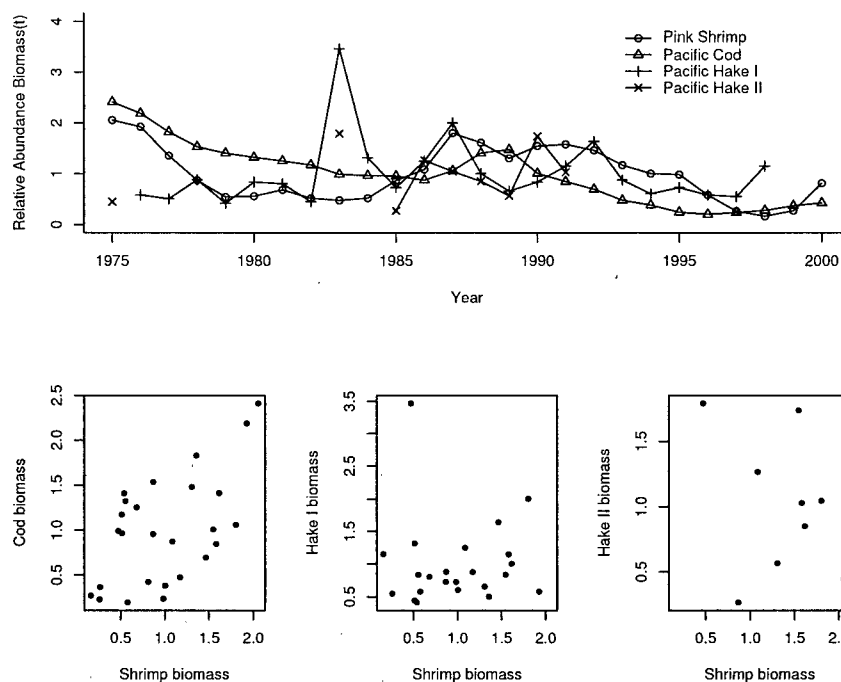 Relative Abundance Biomass(t)
4
3
2
1
0
Pink Shrimp
Pacific Cod
Pacific Hake I
Pacific Hake II
1975 1980 1985 1990 1995 2000
Year
Cod biomass
2.5
2.0
1.5
1.0
0.5
0.5 1.0 1.5 2.0
Shrimp biomass
Hake I biomass
3.5
2.5
1.5
0.5
0.5 1.0 1.5 2.0
Shrimp biomass
Hake II biomass
1.5
1.0
0.5
0.5 1.0 1.5 2.0
Shrimp biomass